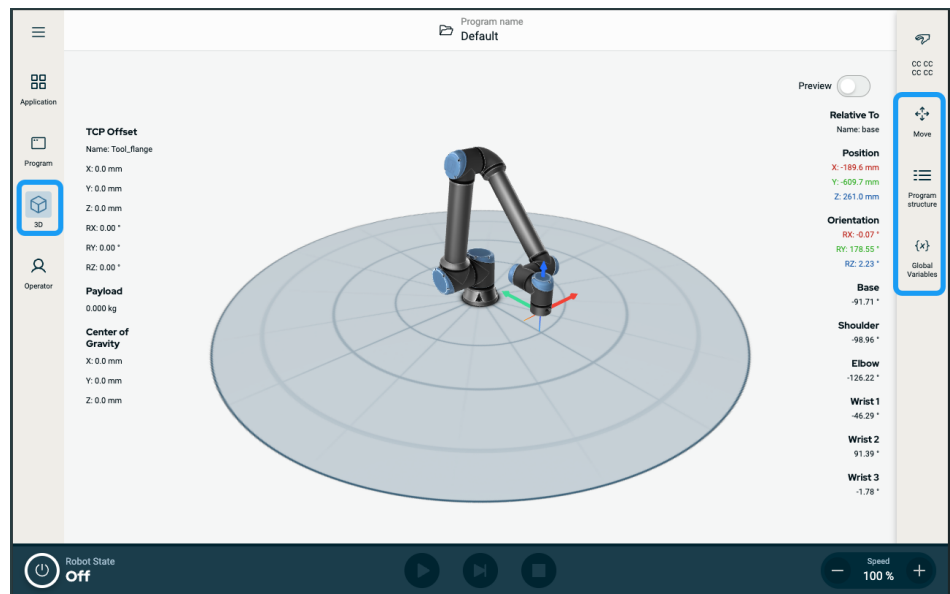 Program name
Default
Application
Program
3D
Operator
TCP Offset
Name: Tool_flange
X: 0.0 mm
Y: 0.0 mm
Z: 0.0 mm
RX: 0.00 °
RY: 0.00 °
RZ: 0.00 °
Payload
0.000 kg
Center of
Gravity
X: 0.0 mm
Y: 0.0 mm
Z: 0.0 mm
Preview
Relative To
Name: base
Position
X: -189.6 mm
Y: -609.7 mm
Z: 261.0 mm
Orientation
RX: -0.07 °
RY: 178.55 °
RZ: 2.23 °
Base
-91.71 °
Shoulder
-98.96 °
Elbow
-126.22 °
Wrist 1
-46.29 °
Wrist 2
91.39 °
Wrist 3
-1.78 °
CC CC
CC CC
Move
Program
structure
{x}
Global
Variables
Robot State
Off
Speed
100 %